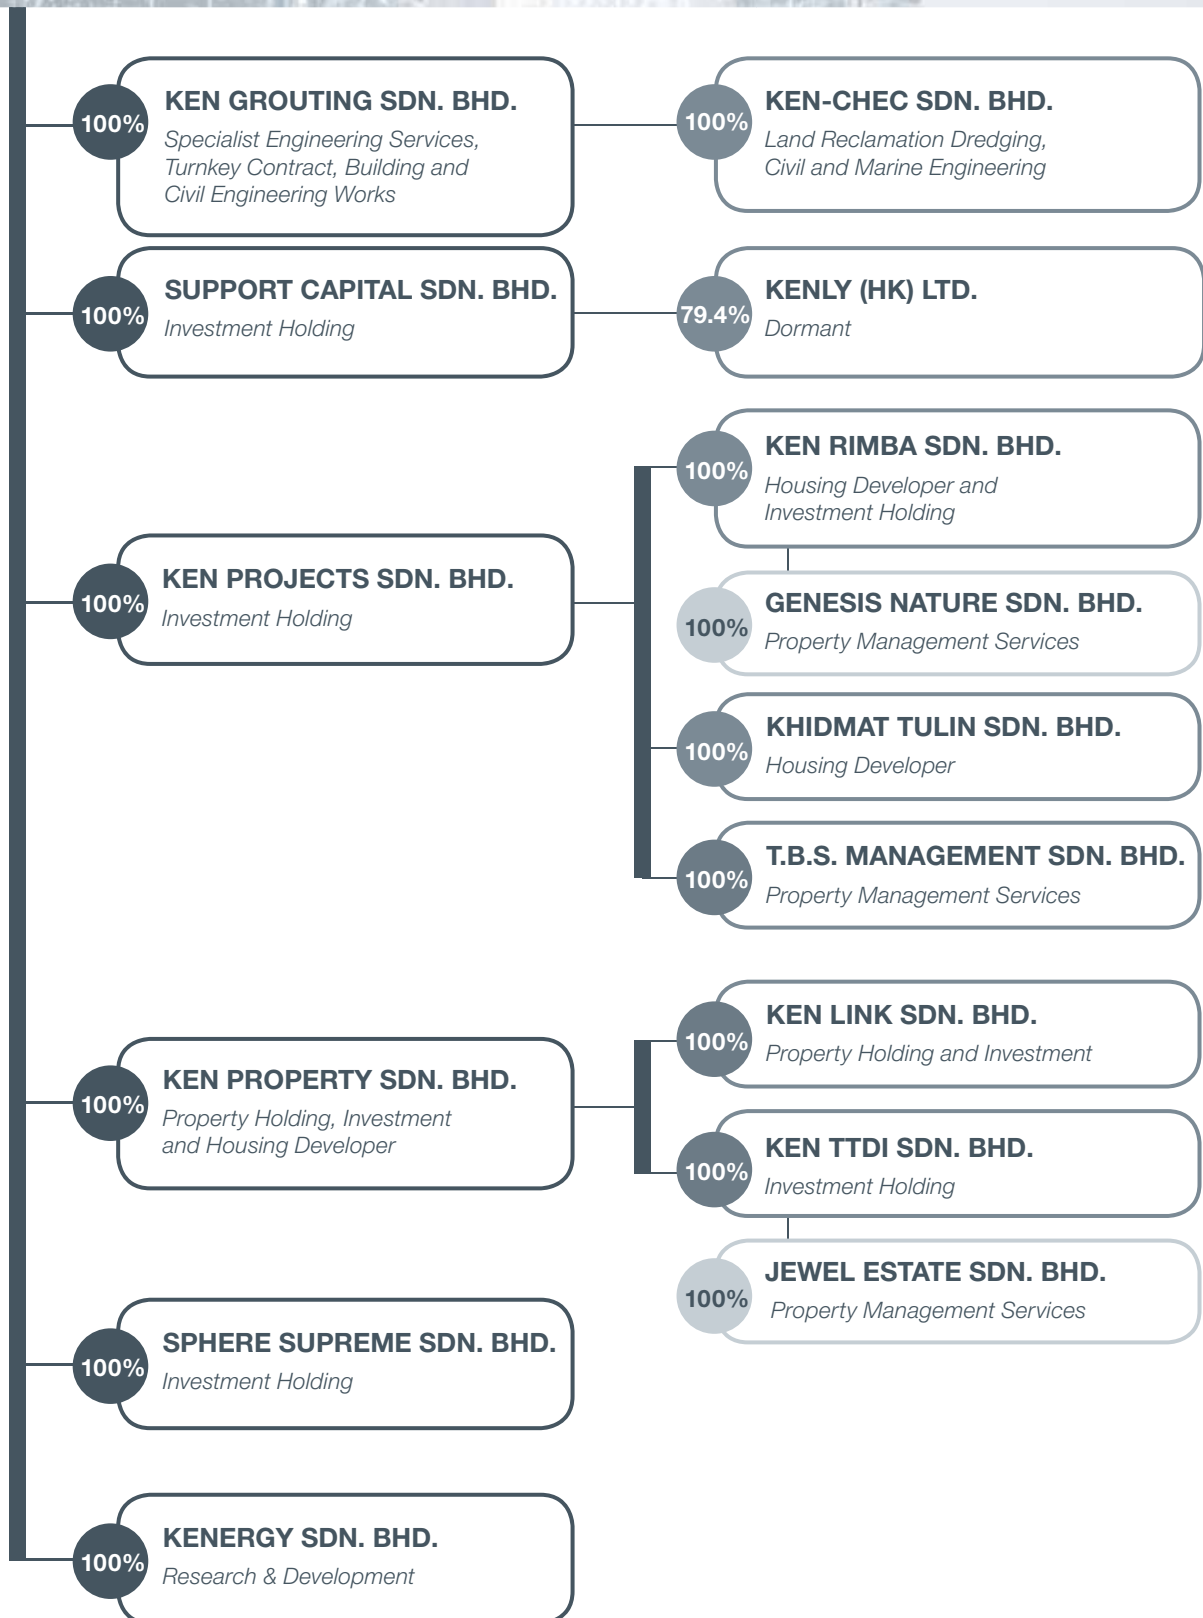 100%
KEN GROUTING SDN. BHD.
Specialist Engineering Services,
Turnkey Contract, Building and
Civil Engineering Works
100%
KEN-CHEC SDN. BHD.
Land Reclamation Dredging,
Civil and Marine Engineering
100%
SUPPORT CAPITAL SDN. BHD.
Investment Holding
79.4%
KENLY (HK) LTD.
Dormant
100%
KEN PROJECTS SDN. BHD.
Investment Holding
100%
KEN RIMBA SDN. BHD.
Housing Developer and
Investment Holding
100%
GENESIS NATURE SDN. BHD.
Property Management Services
100%
KHIDMAT TULIN SDN. BHD.
Housing Developer
100%
T.B.S. MANAGEMENT SDN. BHD.
Property Management Services
100%
KEN PROPERTY SDN. BHD.
Property Holding, Investment
and Housing Developer
100%
KEN LINK SDN. BHD.
Property Holding and Investment
100%
KEN TTDI SDN. BHD.
Investment Holding
100%
JEWEL ESTATE SDN. BHD.
Property Management Services
100%
SPHERE SUPREME SDN. BHD.
Investment Holding
100%
KENERGY SDN. BHD.
Research & Development